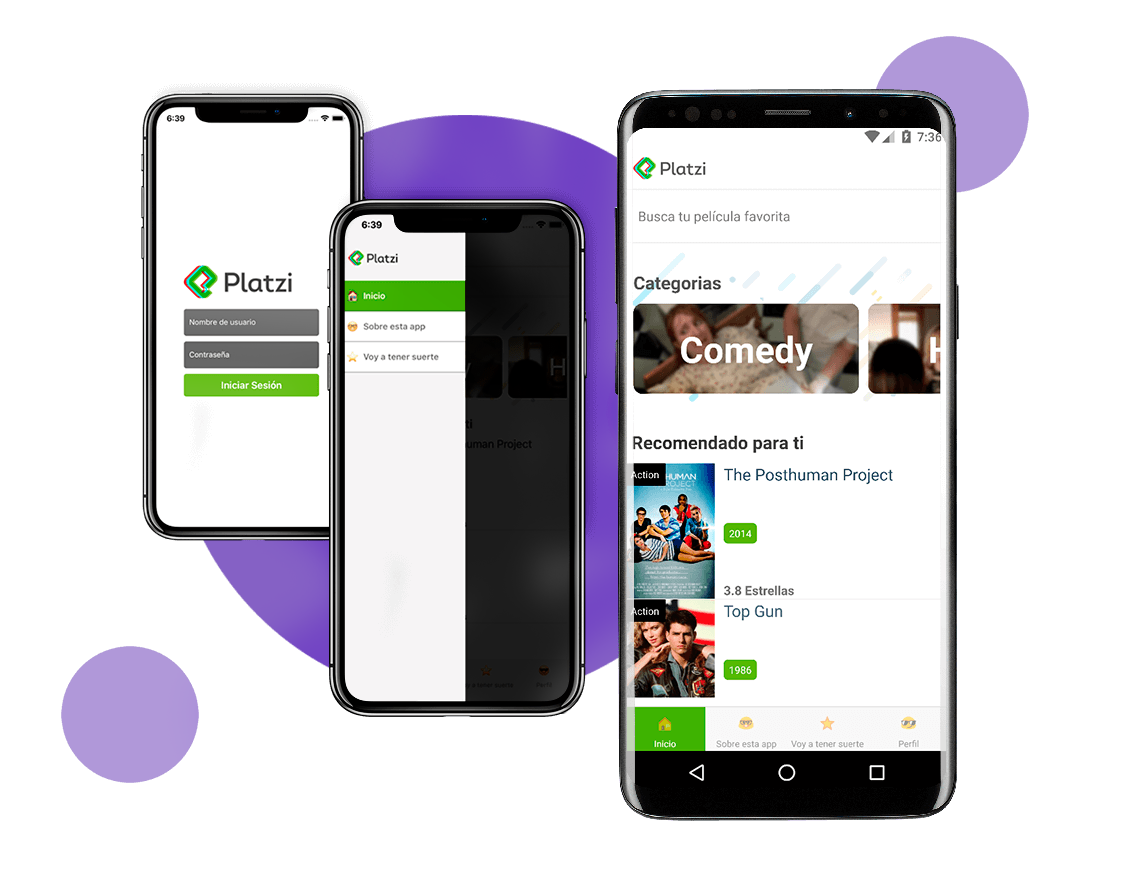 6:39
Platzi
Nombre de usuario
Contraseña
Iniciar Sesión
6:39
Platzi
Inicio
Sobre esta app
Voy a tener suerte
H
Project
Perfil
7:36
Platzi
Busca tu película favorita
Categorias
Comedy
H
Recomendado para ti
Action
HUMAN
The Posthuman Project
2014
3.8 Estrellas
Action
Top Gun
1986
Inicio
Sobre esta app
Voy a tener suerte
Perfil